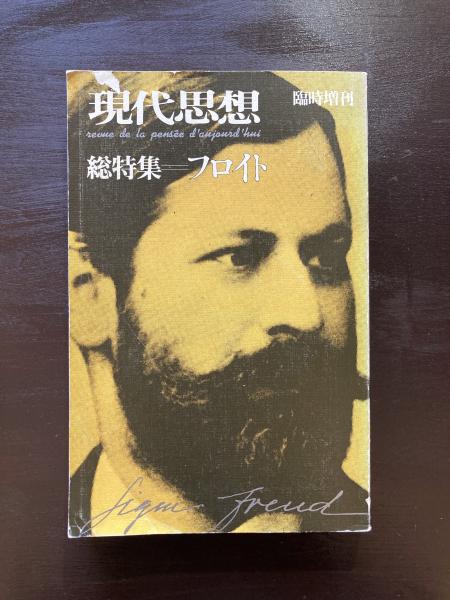 現代思想
臨時増刊
revue de la pensée d'aujourd'hui
総特集―フロイト
Sigm. Freud